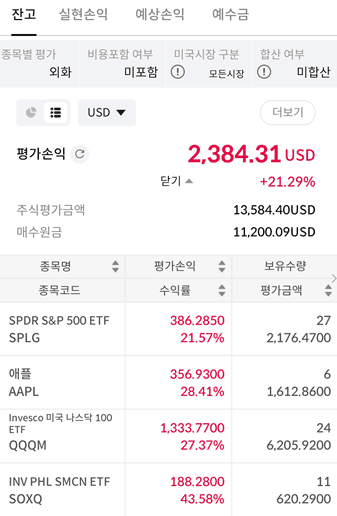 잔고 실현손익 예상손익 예수금
종목별 평가 비용포함 여부 미국시장 구분 합산 여부
외화 미포함 모든시장 미합산
USD 더보기
평가손익 2,384.31 USD
닫기 +21.29%
주식평가금액 13,584.40USD
매수원금 11,200.09USD
종목명 평가손익 보유수량
종목코드 수익률 평가금액
SPDR S&P 500 ETF 386.2850 27
SPLG 21.57% 2,176.4700
애플 356.9300 6
AAPL 28.41% 1,612.8600
Invesco 미국 나스닥 100
ETF 1,333.7700 24
QQQM 27.37% 6,205.9200
INV PHL SMCN ETF 188.2800 11
SOXQ 43.58% 620.2900